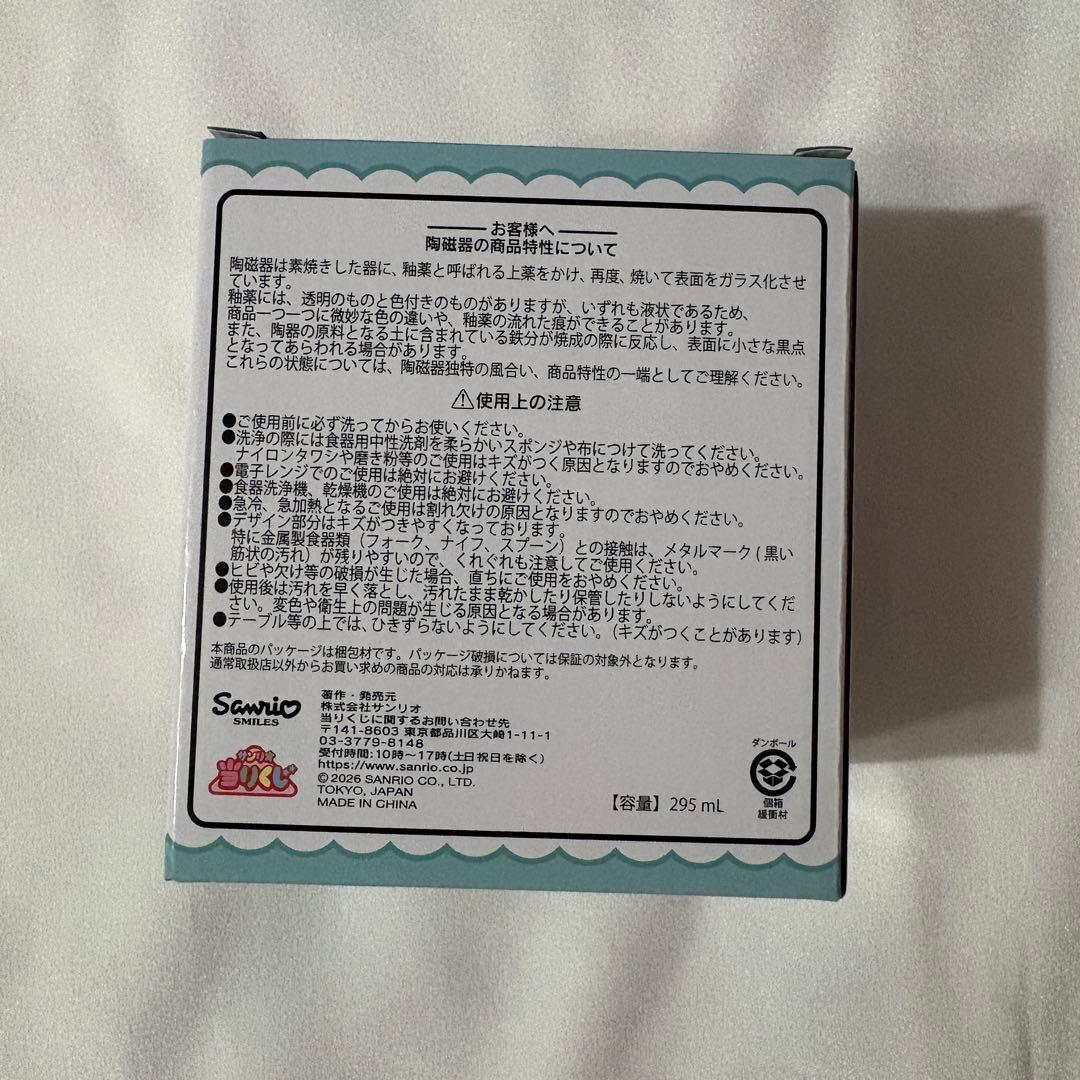 お客様へ
陶磁器の商品特性について
陶磁器は素焼きした器に、釉薬と呼ばれる上薬をかけ、再度、焼いて表面をガラス化させ
ています。
釉薬には、透明のものと色付きのものがありますが、いずれも液状であるため、
商品一つ一つに微妙な色の違いや、釉薬の流れた痕ができることがあります。
また、陶器の原料となる土に含まれている鉄分が焼成の際に反応し、表面に小さな黒点
となってあらわれる場合があります。
これらの状態については、陶磁器独特の風合い、商品特性の一端としてご理解ください。
⚠使用上の注意
●ご使用前に必ず洗ってからお使いください。
●洗浄の際には食器用中性洗剤を柔らかいスポンジや布につけて洗ってください。
ナイロンタワシや磨き粉等のご使用はキズがつく原因となりますのでおやめください。
●電子レンジでのご使用は絶対にお避けください。
●食器洗浄機、乾燥機のご使用は絶対にお避けください。
●急冷、急加熱となるご使用は割れ欠けの原因となりますのでおやめください。
●デザイン部分はキズがつきやすくなっております。
特に金属製食器類（フォーク、ナイフ、スプーン）との接触は、メタルマーク(黒い
筋状の汚れ）が残りやすいので、くれぐれも注意してご使用ください。
●ヒビや欠け等の破損が生じた場合、直ちにご使用をおやめください。
●使用後は汚れを早く落とし、汚れたまま乾かしたり保管したりしないようにしてくだ
さい。変色や衛生上の問題が生じる原因となる場合があります。
●テーブル等の上では、ひきずらないようにしてください。（キズがつくことがあります）
本商品のパッケージは梱包材です。パッケージ破損については保証の対象外となります。
通常取扱店以外からお買い求めの商品の対応は承りかねます。
Sanrio
SMILES
サンリオ
当りくじ
著作・発売元
株式会社サンリオ
当りくじに関するお問い合わせ先
〒141-8603 東京都品川区大崎1-11-1
03-3779-8148
受付時間:10時〜17時(土日祝日を除く)
https://www.sanrio.co.jp
©2026 SANRIO CO., LTD.
TOKYO, JAPAN
MADE IN CHINA
【容量】295 mL
ダンボール
個箱
緩衝材